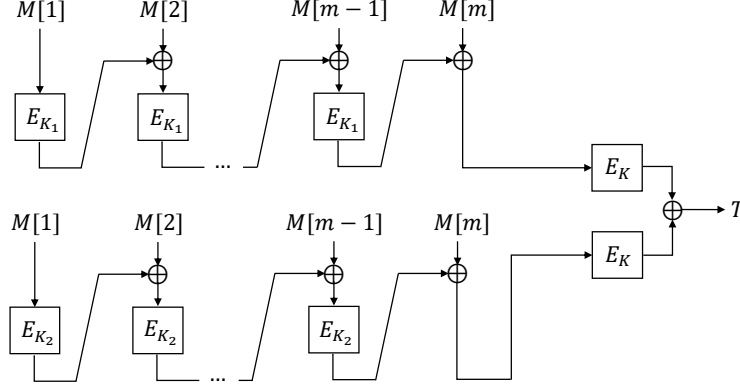 M[1] M[2] M[m − 1] M[m]
E_{K_1} E_{K_1} E_{K_1}
...
E_K
T
M[1] M[2] M[m − 1] M[m]
E_K
E_{K_2} E_{K_2} E_{K_2}
...